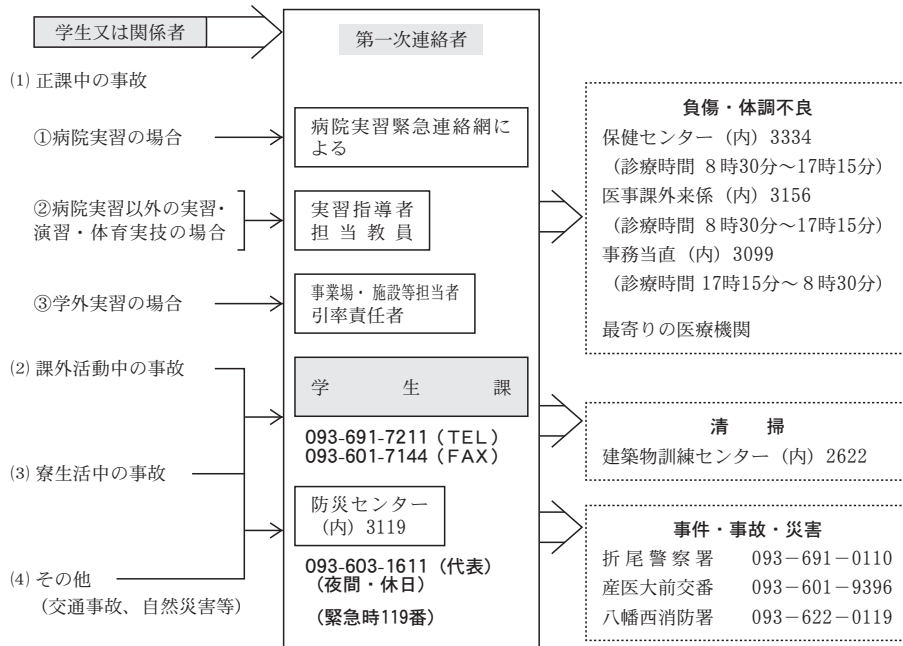 学生又は関係者
第一次連絡者
⑴ 正課中の事故
①病院実習の場合
病院実習緊急連絡網に
よる
②病院実習以外の実習・
演習・体育実技の場合
実習指導者
担当教員
③学外実習の場合
事業場・施設等担当者
引率責任者
⑵ 課外活動中の事故
学生課
093-691-7211（TEL）
093-601-7144（FAX）
⑶ 寮生活中の事故
防災センター
（内）3119
093-603-1611（代表）
（夜間・休日）
（緊急時119番）
⑷ その他
（交通事故、自然災害等）
負傷・体調不良
保健センター（内）3334
（診療時間 8時30分〜17時15分）
医事課外来係（内）3156
（診療時間 8時30分〜17時15分）
事務当直（内）3099
（診療時間 17時15分〜8時30分）
最寄りの医療機関
清掃
建築物訓練センター（内）2622
事件・事故・災害
折尾警察署 093－691－0110
産医大前交番 093－601－9396
八幡西消防署 093－622－0119